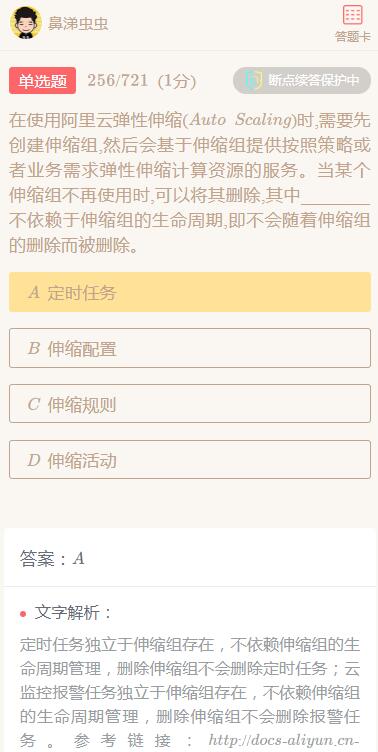 鼻涕虫虫
答题卡
单选题 256/721 (1分) 断点续答保护中
在使用阿里云弹性伸缩(Auto Scaling)时,需要先
创建伸缩组,然后会基于伸缩组提供按照策略或
者业务需求弹性伸缩计算资源的服务。当某个
伸缩组不再使用时,可以将其删除,其中________
不依赖于伸缩组的生命周期,即不会随着伸缩组
的删除而被删除。
A 定时任务
B 伸缩配置
C 伸缩规则
D 伸缩活动
答案：A
文字解析：
定时任务独立于伸缩组存在，不依赖伸缩组的生
命周期管理，删除伸缩组不会删除定时任务；云
监控报警任务独立于伸缩组存在，不依赖伸缩组
的生命周期管理，删除伸缩组不会删除报警任
务。参考链接：http://docs-aliyun.cn-